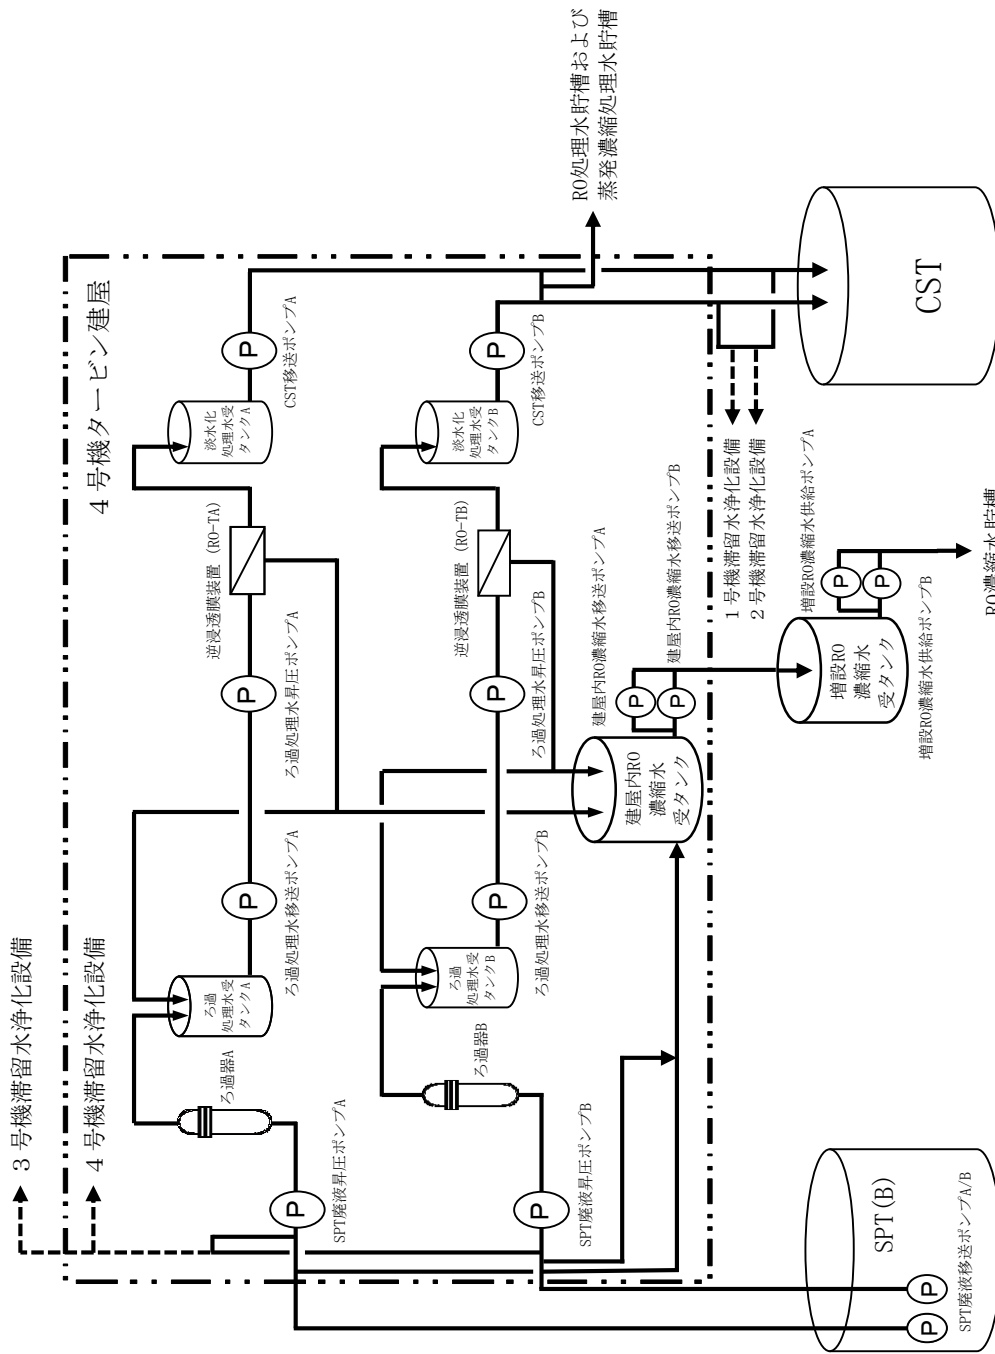 3 号機滞留水浄化設備
4 号機滞留水浄化設備
4 号機タービン建屋
P
SPT廃液昇圧ポンプA
ろ過器A
ろ過
処理水受
タンクA
P
ろ過処理水移送ポンプA
P
ろ過処理水昇圧ポンプA
逆浸透膜装置 (RO-TA)
淡水化
処理水受
タンクA
P
CST移送ポンプA
P
SPT廃液昇圧ポンプB
ろ過器B
ろ過
処理水受
タンクB
P
ろ過処理水移送ポンプB
P
ろ過処理水昇圧ポンプB
逆浸透膜装置 (RO-TB)
淡水化
処理水受
タンクB
P
CST移送ポンプB
RO処理水貯槽および
蒸発濃縮処理水貯槽
建屋内RO
濃縮水
受タンク
P
P
建屋内RO濃縮水移送ポンプA
建屋内RO濃縮水移送ポンプB
1 号機滞留水浄化設備
2 号機滞留水浄化設備
SPT(B)
P
P
SPT廃液移送ポンプA/B
増設RO
濃縮水
受タンク
P
P
増設RO濃縮水供給ポンプA
増設RO濃縮水供給ポンプB
CST
RO濃縮水貯槽